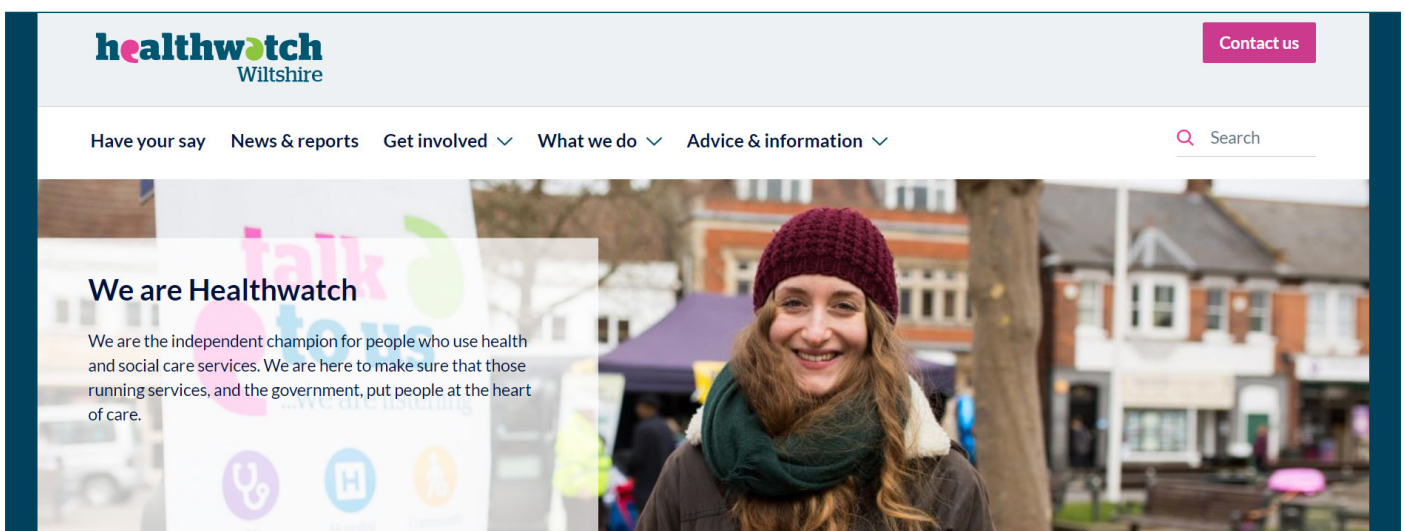 healthwatch
Wiltshire
Contact us
Have your say News & reports Get involved What we do Advice & information Search
talk
to us
...we are listening
We are Healthwatch
We are the independent champion for people who use health
and social care services. We are here to make sure that those
running services, and the government, put people at the heart
of care.
H